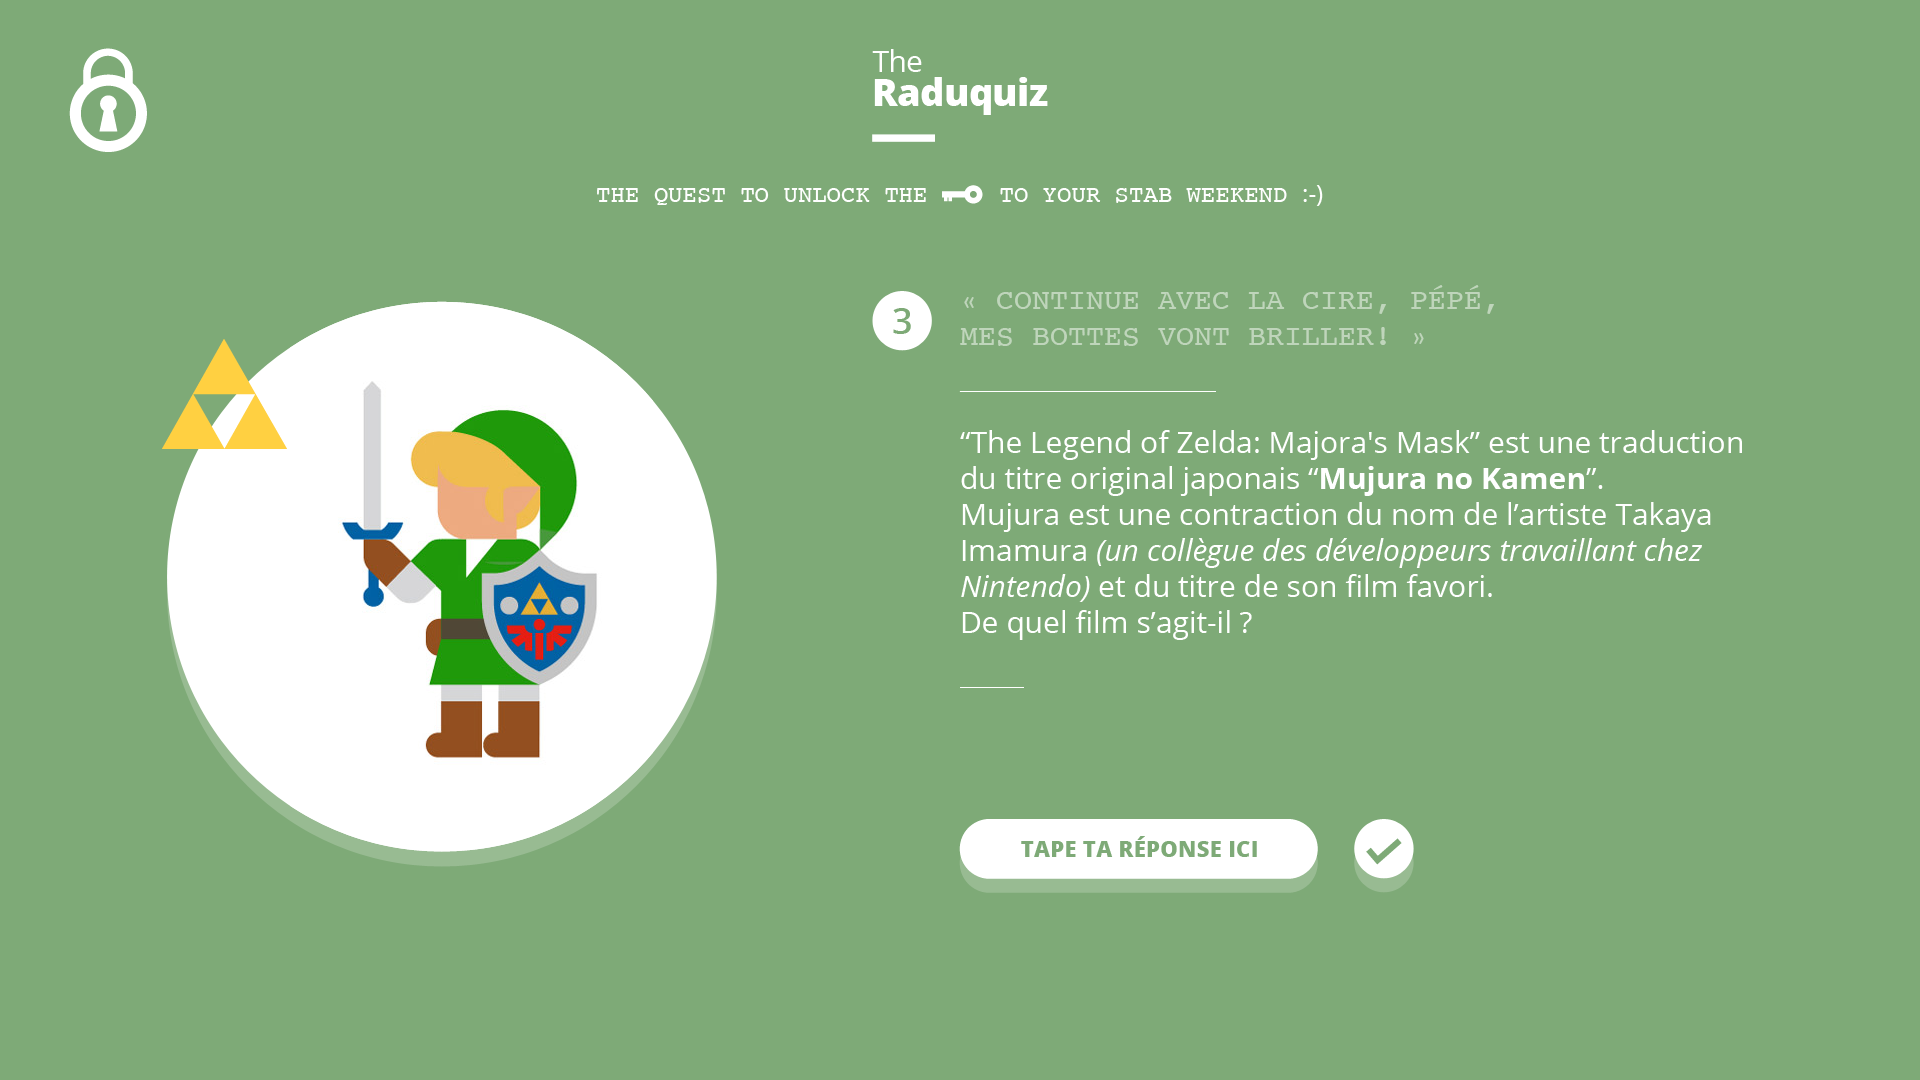 The
Raduquiz
THE QUEST TO UNLOCK THE TO YOUR STAB WEEKEND :-)
3
« CONTINUE AVEC LA CIRE, PÉPÉ,
MES BOTTES VONT BRILLER! »
“The Legend of Zelda: Majora's Mask” est une traduction
du titre original japonais “Mujura no Kamen”.
Mujura est une contraction du nom de l’artiste Takaya
Imamura (un collègue des développeurs travaillant chez
Nintendo) et du titre de son film favori.
De quel film s’agit-il ?
TAPE TA RÉPONSE ICI